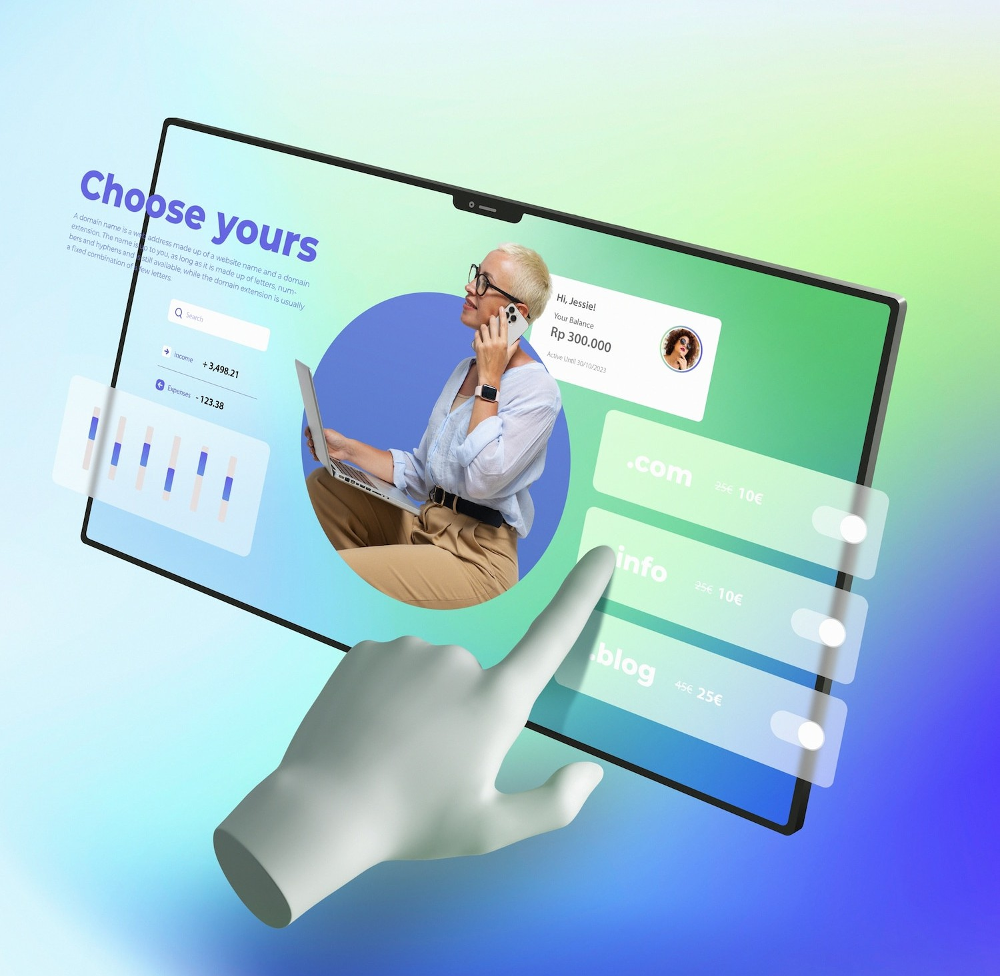 Choose yours
A domain name is a web address made up of a website name and a domain
extension. The name is up to you, as long as it is made up of letters, num-
bers and hyphens and is still available, while the domain extension is usually
a fixed combination of a few letters.
Search
income + 3,498.21
Expenses - 123.38
Hi, Jessie!
Your Balance
Rp 300.000
Active Until 30/10/2023
.com 25€ 10€
.info 25€ 10€
.blog 45€ 25€